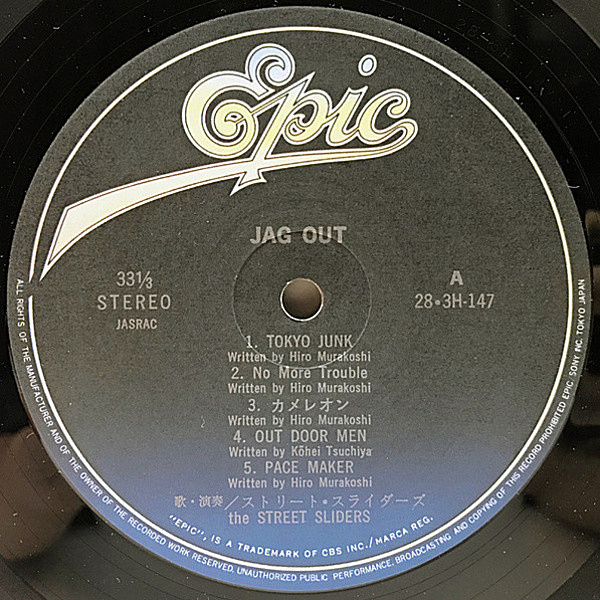 Epic
JAG OUT
33⅓
STEREO
JASRAC
A
28・3H-147
1. TOKYO JUNK
Written by Hiro Murakoshi
2. No More Trouble
Written by Hiro Murakoshi
3. カメレオン
Written by Hiro Murakoshi
4. OUT DOOR MEN
Written by Kōhei Tsuchiya
5. PACE MAKER
Written by Hiro Murakoshi
歌・演奏/ストリート・スライダーズ
the STREET SLIDERS
"EPIC", IS A TRADEMARK OF CBS INC./MARCA REG.
ALL RIGHTS OF THE MANUFACTURER AND OF THE OWNER OF THE RECORDED WORK RESERVED. UNAUTHORIZED PUBLIC PERFORMANCE, BROADCASTING AND COPYING OF THIS RECORD PROHIBITED EPIC. SONY INC. TOKYO JAPAN